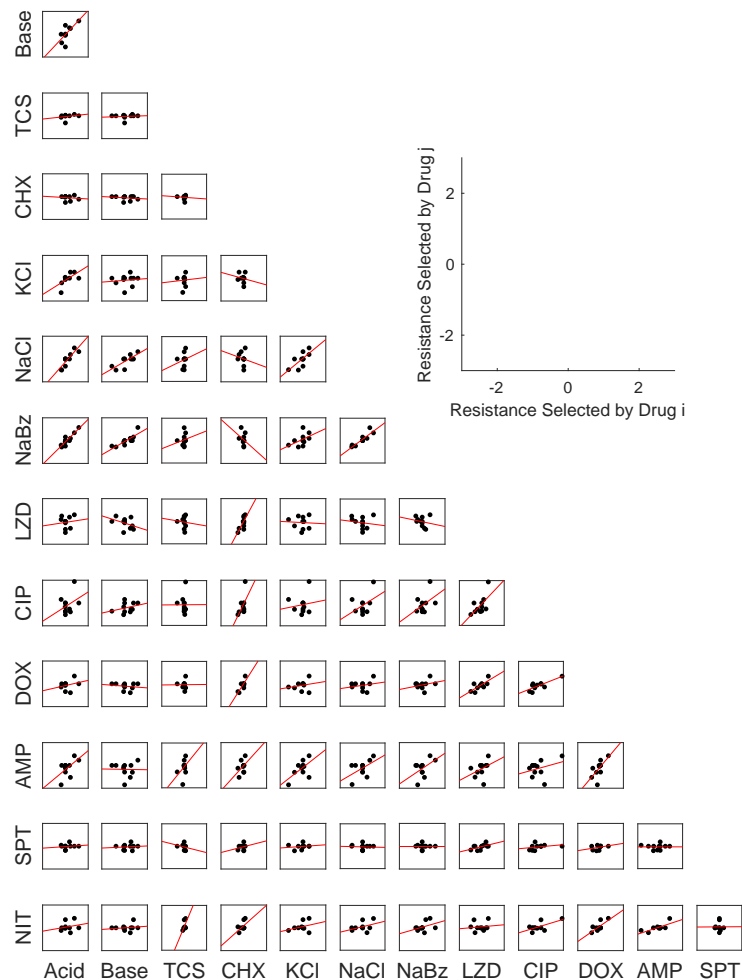 Base
TCS
CHX
KCl
NaCl
NaBz
LZD
CIP
DOX
AMP
SPT
NIT
Acid Base TCS CHX KCl NaCl NaBz LZD CIP DOX AMP SPT
Resistance Selected by Drug j
2
0
-2
-2 0 2
Resistance Selected by Drug i